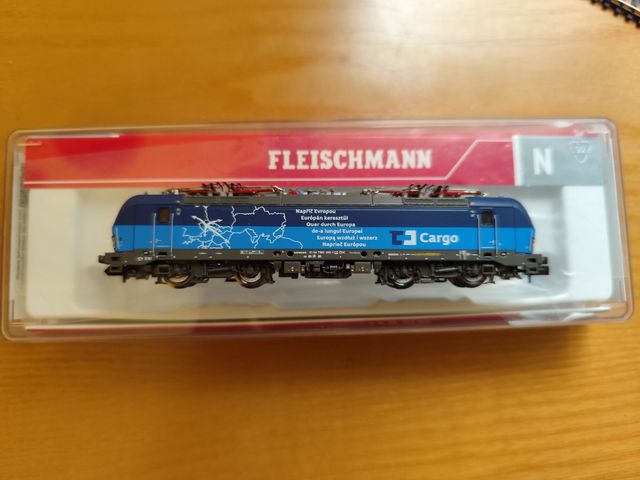 FLEISCHMANN
N
Napříč Evropou
Európán keresztül
Quer durch Europa
de-a lungul Europei
Europą wzdłuż i wszerz
Naprieč Európou
Cargo